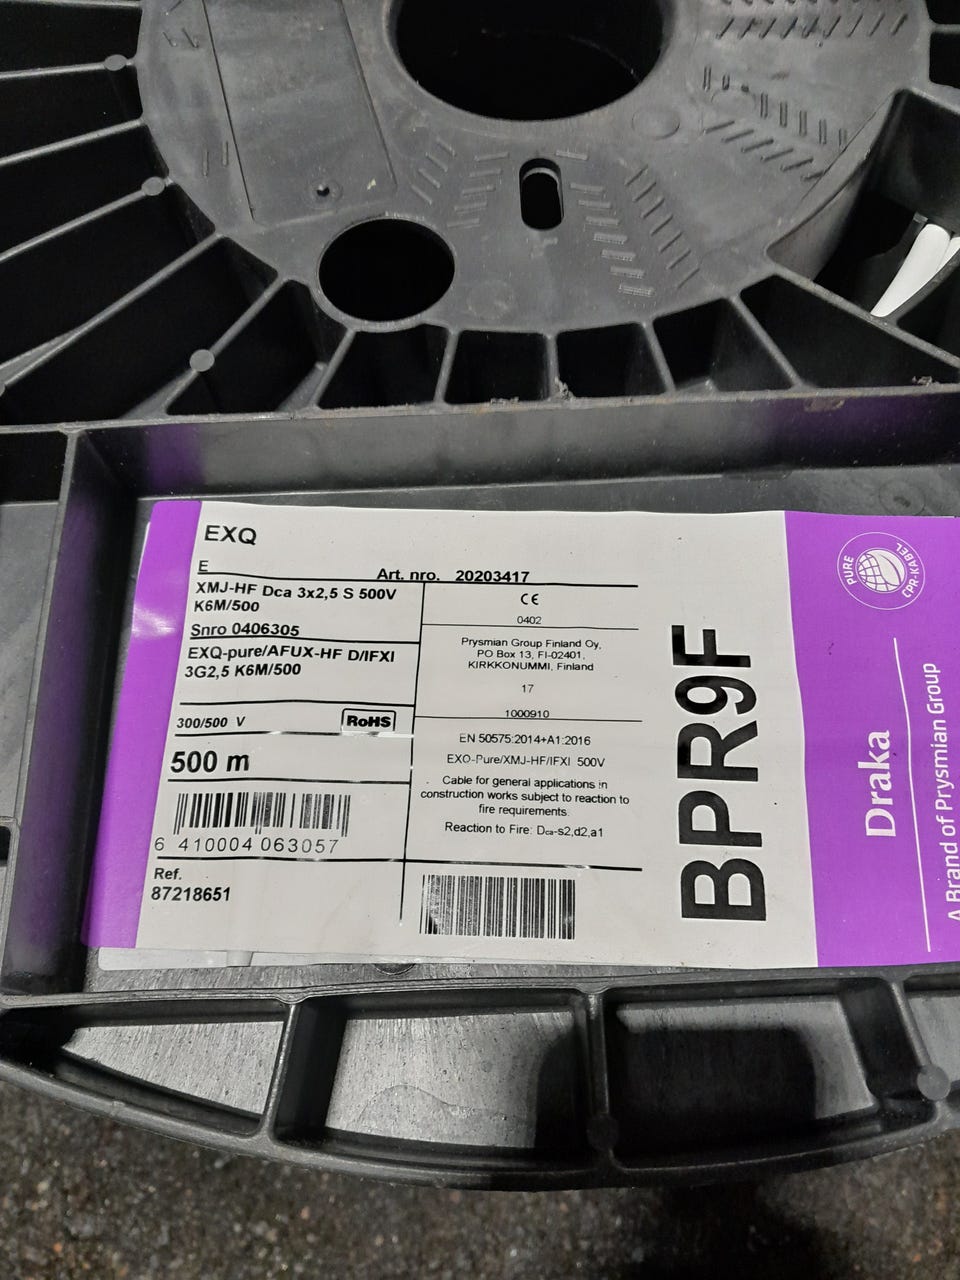 EXQ
E
Art. nro. 20203417
XMJ-HF Dca 3x2,5 S 500V
K6M/500
Snro 0406305
EXQ-pure/AFUX-HF D/IFXI
3G2,5 K6M/500
300/500 V
RoHS
500 m
6 410004 063057
Ref.
87218651
CE
0402
Prysmian Group Finland Oy,
PO Box 13, FI-02401,
KIRKKONUMMI, Finland
17
1000910
EN 50575:2014+A1:2016
EXO-Pure/XMJ-HF/IFXI 500V
Cable for general applications in
construction works subject to reaction to
fire requirements.
Reaction to Fire: Dca-s2,d2,a1
BPR9F
PURE
CPR-KABEL
Draka
A Brand of Prysmian Group